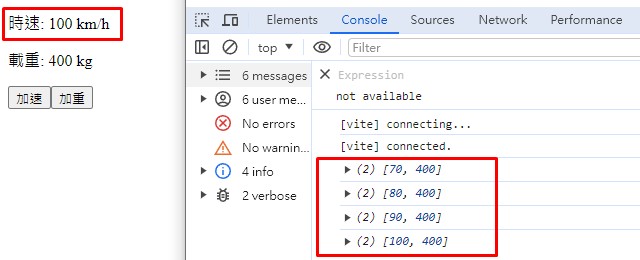 時速: 100 km/h
載重: 400 kg
加速 加重
Elements Console Sources Network Performance
top Filter
6 messages
6 user me...
No errors
No warnin...
4 info
2 verbose
Expression
not available
[vite] connecting...
[vite] connected.
(2) [70, 400]
(2) [80, 400]
(2) [90, 400]
(2) [100, 400]